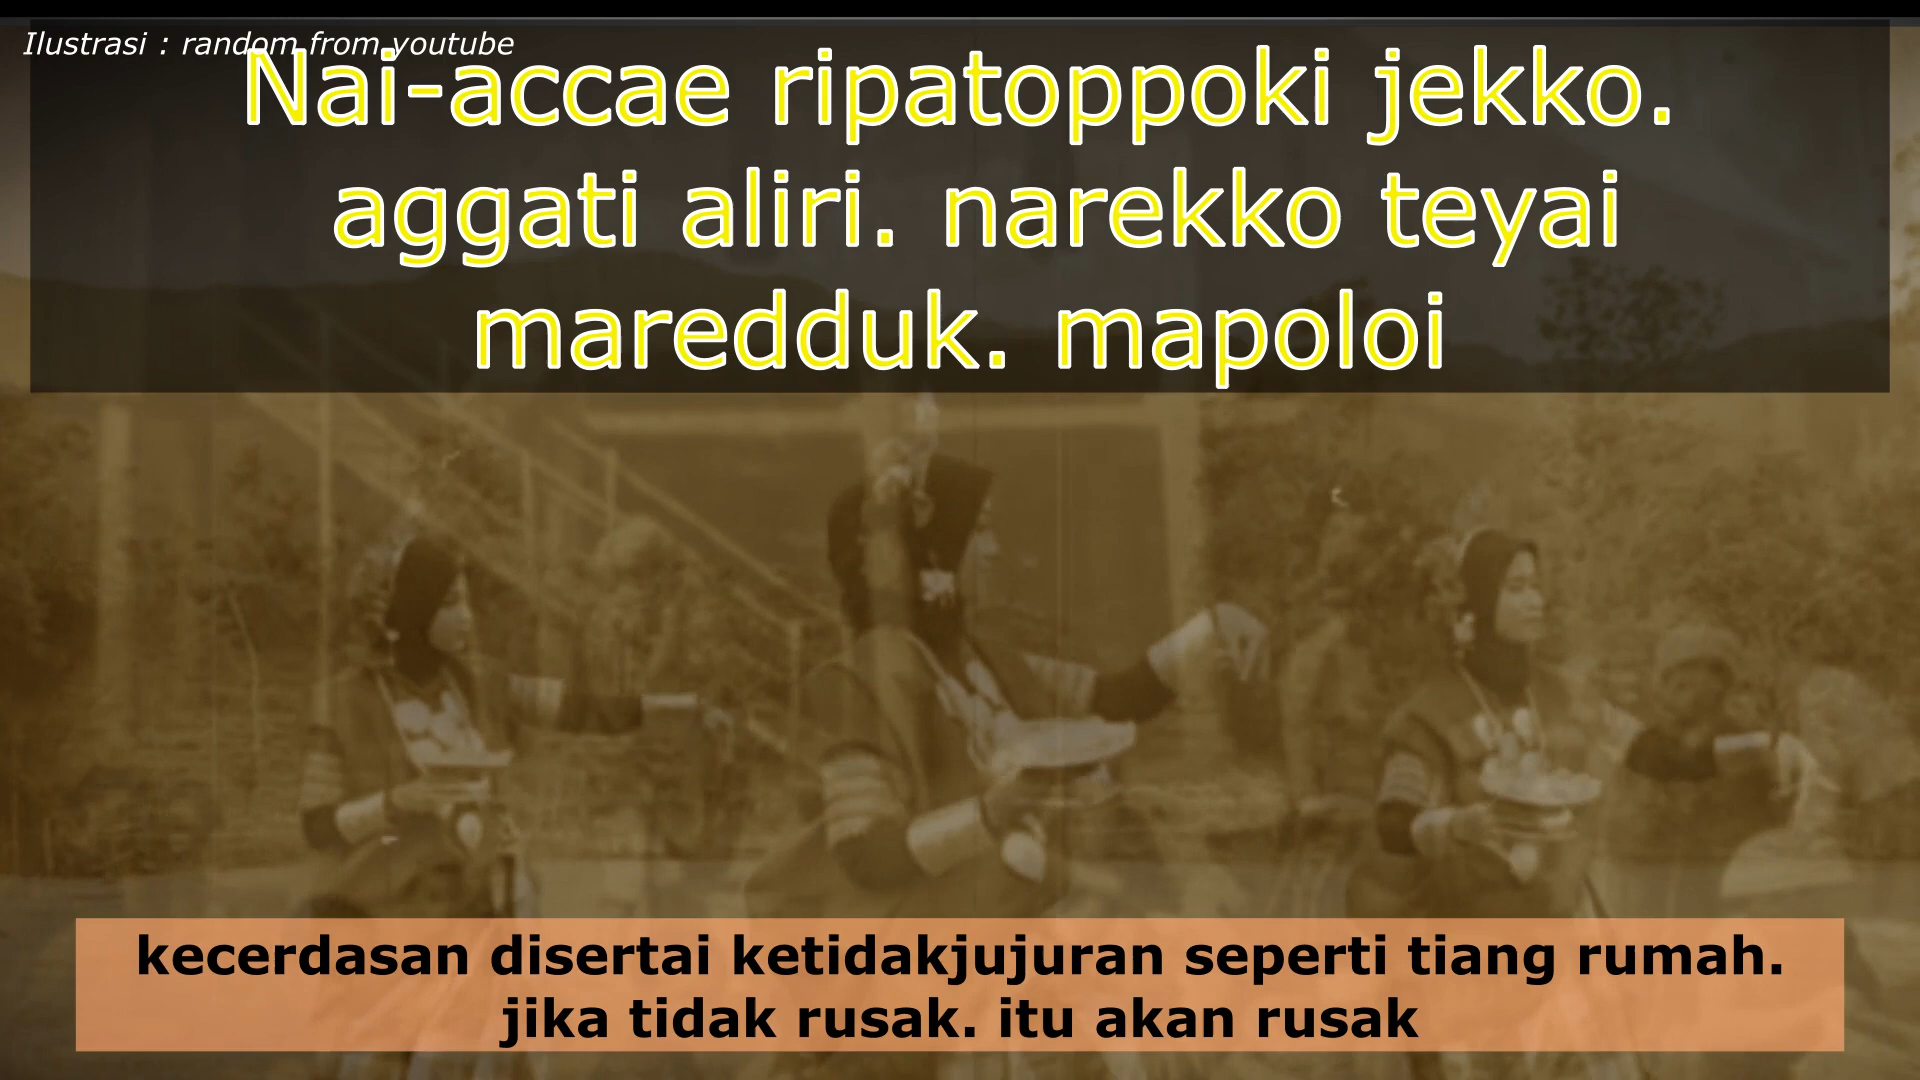 Ilustrasi : random from youtube
Nai-accae ripatoppoki jekko.
aggati aliri. narekko teyai
maredduk. mapoloi
kecerdasan disertai ketidakjujuran seperti tiang rumah.
jika tidak rusak. itu akan rusak